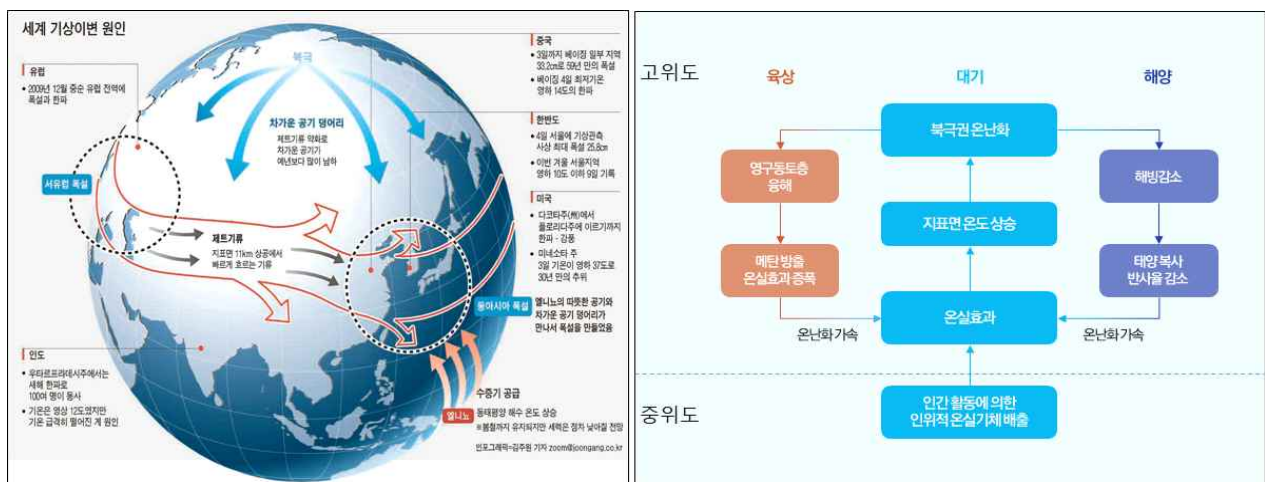 세계 기상이변 원인
북극
유럽
• 2009년 12월 중순 유럽 전역에
폭설과 한파
서유럽 폭설
차가운 공기 덩어리
제트기류 약화로
차가운 공기가
예년보다 많이 남하
제트기류
지표면 11km 상공에서
빠르게 흐르는 기류
중국
• 3일까지 베이징 일부 지역
33.2cm로 59년 만의 폭설
• 베이징 4일 최저기온
영하 14도의 한파
한반도
• 4일 서울에 기상관측
사상 최대 폭설 25.8cm
• 이번 겨울 서울지역
영하 10도 이하 9일 기록
미국
• 다코타주(州)에서
플로리다주에 이르기까지
한파·강풍
• 미네소타 주
3일 기온이 영하 37도로
30년 만의 추위
동아시아 폭설
엘니뇨의 따뜻한 공기와
차가운 공기 덩어리가
만나서 폭설을 만들었음
인도
• 우타르프라데시주에서는
새해 한파로
100여 명이 동사
• 기온은 영상 12도였지만
기온 급격히 떨어진 게 원인
수증기 공급
엘니뇨
동태평양 해수 온도 상승
※봄철까지 유지되지만 세력은 점차 낮아질 전망
인포그래픽=김주원 기자 zoom@joongang.co.kr
고위도
육상
대기
해양
북극권 온난화
영구동토층
융해
해빙감소
지표면 온도 상승
메탄 방출
온실효과 증폭
태양 복사
반사율 감소
온실효과
온난화 가속
온난화 가속
중위도
인간 활동에 의한
인위적 온실기체 배출